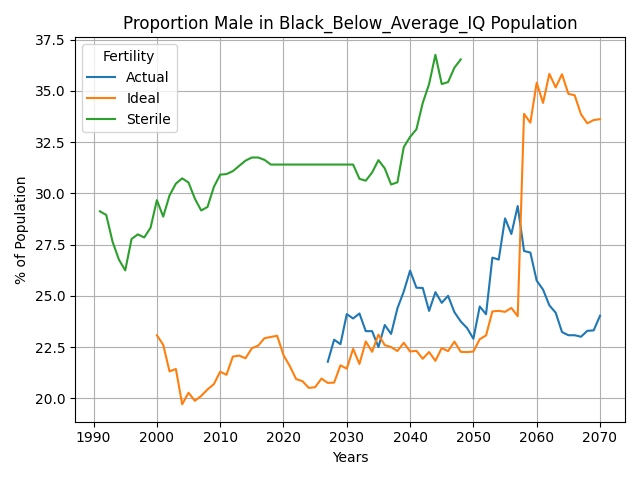 Proportion Male in Black_Below_Average_IQ Population
% of Population
37.5
35.0
32.5
30.0
27.5
25.0
22.5
20.0
Fertility
Actual
Ideal
Sterile
1990 2000 2010 2020 2030 2040 2050 2060 2070
Years